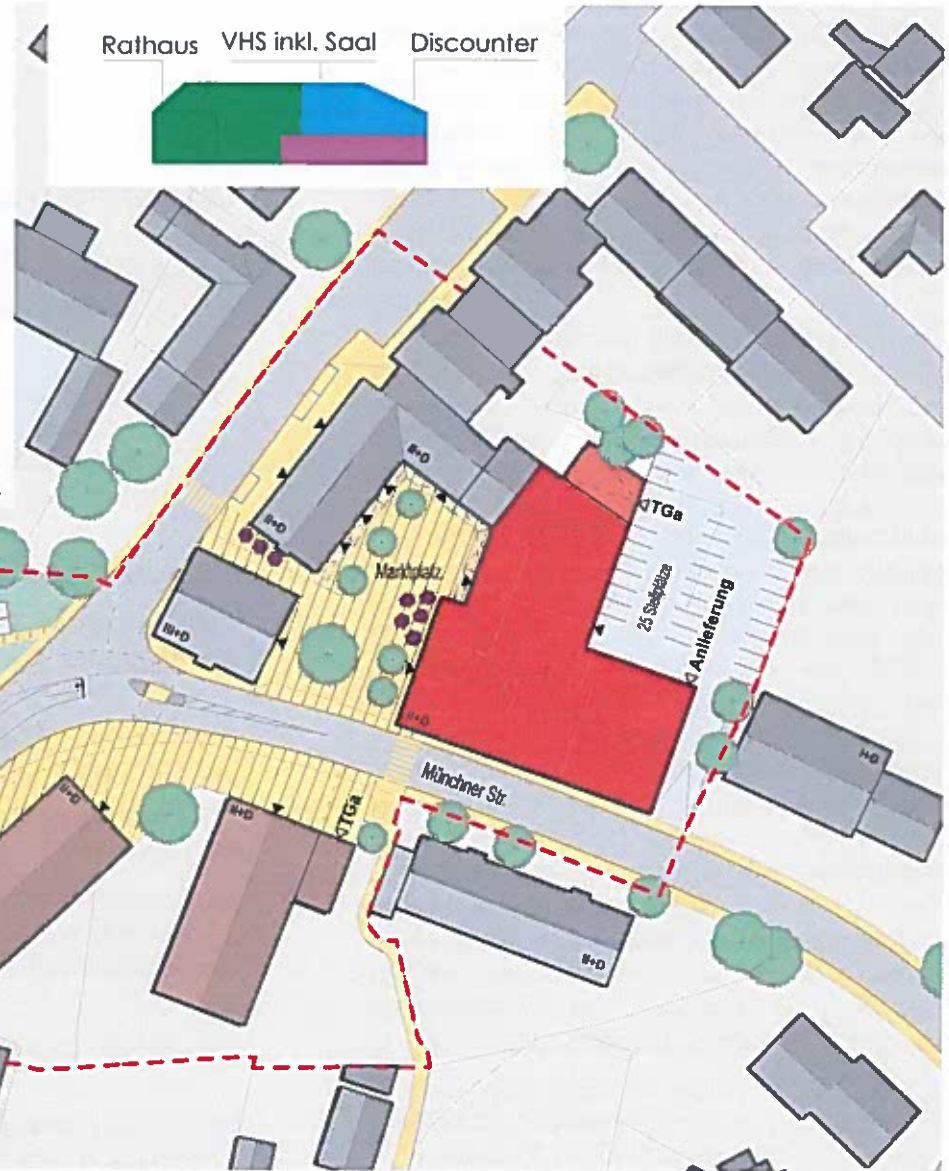 Rathaus VHS inkl. Saal Discounter
II+D
TGa
25 Stellplätze
II+D
Marktplatz
Anlieferung
III+D
II+D
I+D
Münchner Str.
II+D
II+D
TGa
II+D